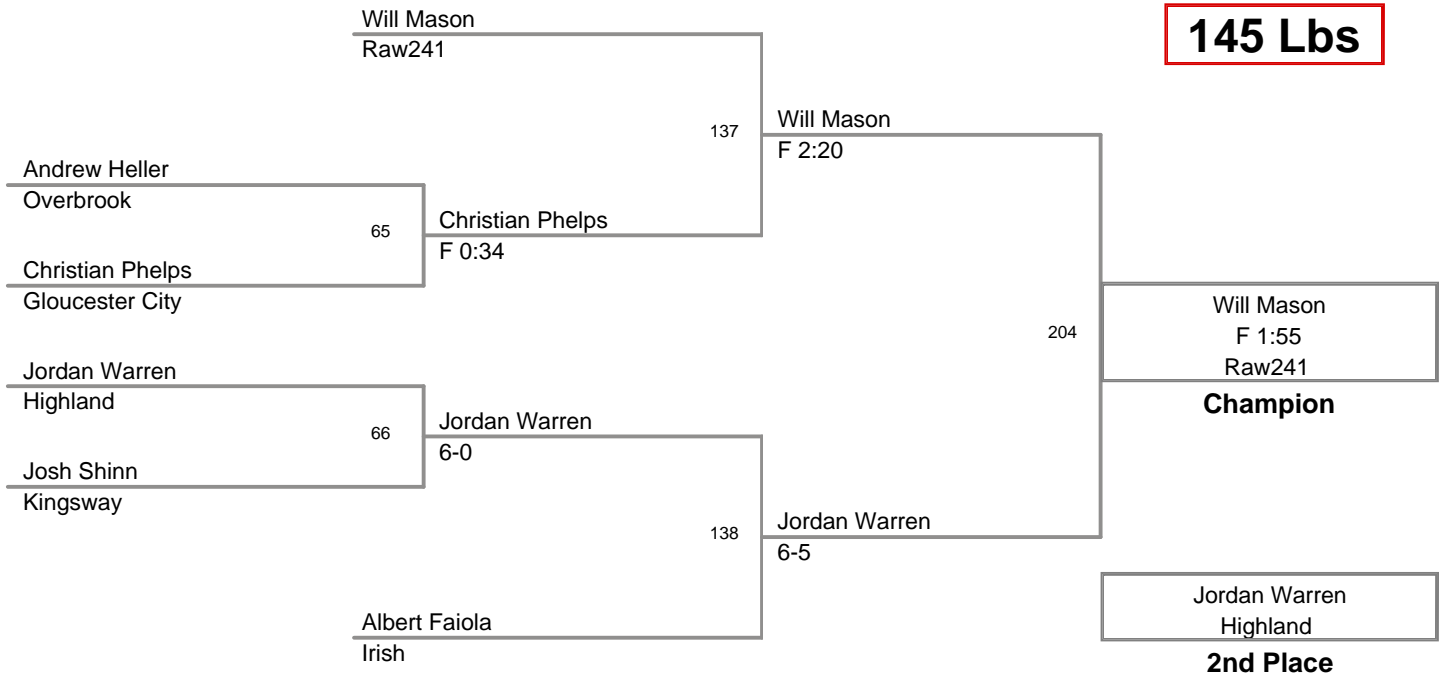 Will Mason
Raw241
145 Lbs
137
Will Mason
F 2:20
Andrew Heller
Overbrook
65
Christian Phelps
F 0:34
Christian Phelps
Gloucester City
204
Will Mason
F 1:55
Raw241
Champion
Jordan Warren
Highland
66
Jordan Warren
6-0
Josh Shinn
Kingsway
138
Jordan Warren
6-5
Albert Faiola
Irish
Jordan Warren
Highland
2nd Place